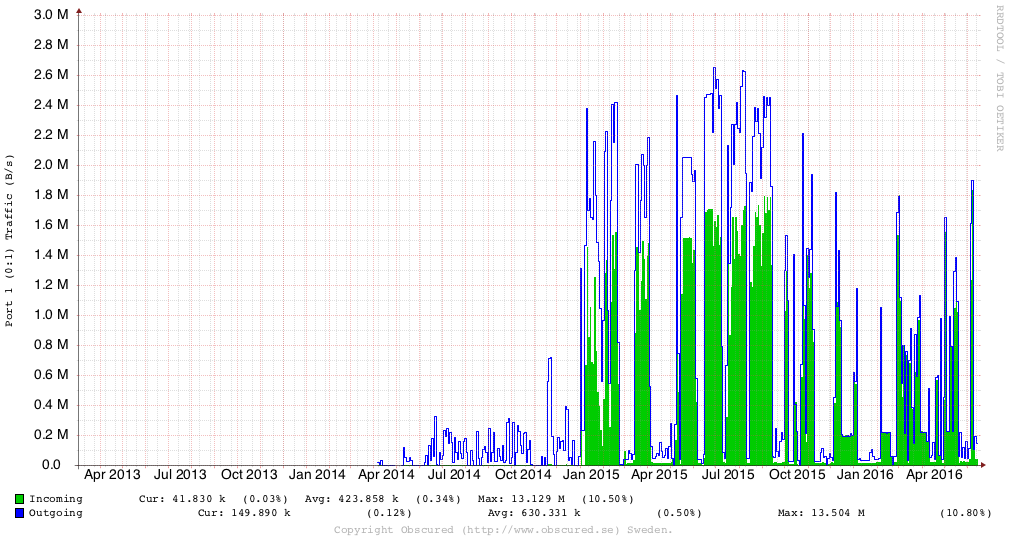 3.0 M
2.8 M
2.6 M
2.4 M
2.2 M
2.0 M
1.8 M
1.6 M
1.4 M
1.2 M
1.0 M
0.8 M
0.6 M
0.4 M
0.2 M
0.0
Port 1 (0:1) Traffic (B/s)
RRDTOOL / TOBI OETIKER
Apr 2013 Jul 2013 Oct 2013 Jan 2014 Apr 2014 Jul 2014 Oct 2014 Jan 2015 Apr 2015 Jul 2015 Oct 2015 Jan 2016 Apr 2016
Incoming Cur: 41.830 k (0.03%) Avg: 423.858 k (0.34%) Max: 13.129 M (10.50%)
Outgoing Cur: 149.890 k (0.12%) Avg: 630.331 k (0.50%) Max: 13.504 M (10.80%)
Copyright Obscured (http://www.obscured.se) Sweden.